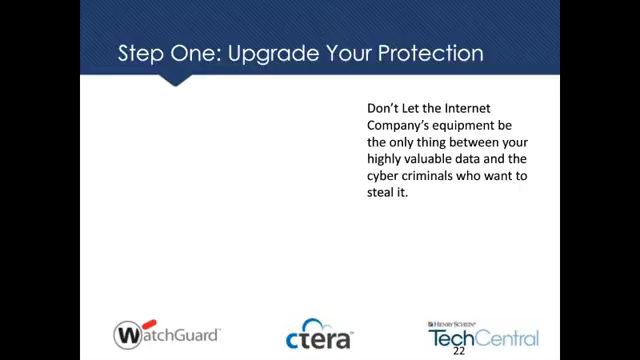 Step One: Upgrade Your Protection
Don't Let the Internet
Company's equipment be
the only thing between your
highly valuable data and the
cyber criminals who want to
steal it.
WatchGuard
ctera
HENRY SCHEIN®
TechCentral
22